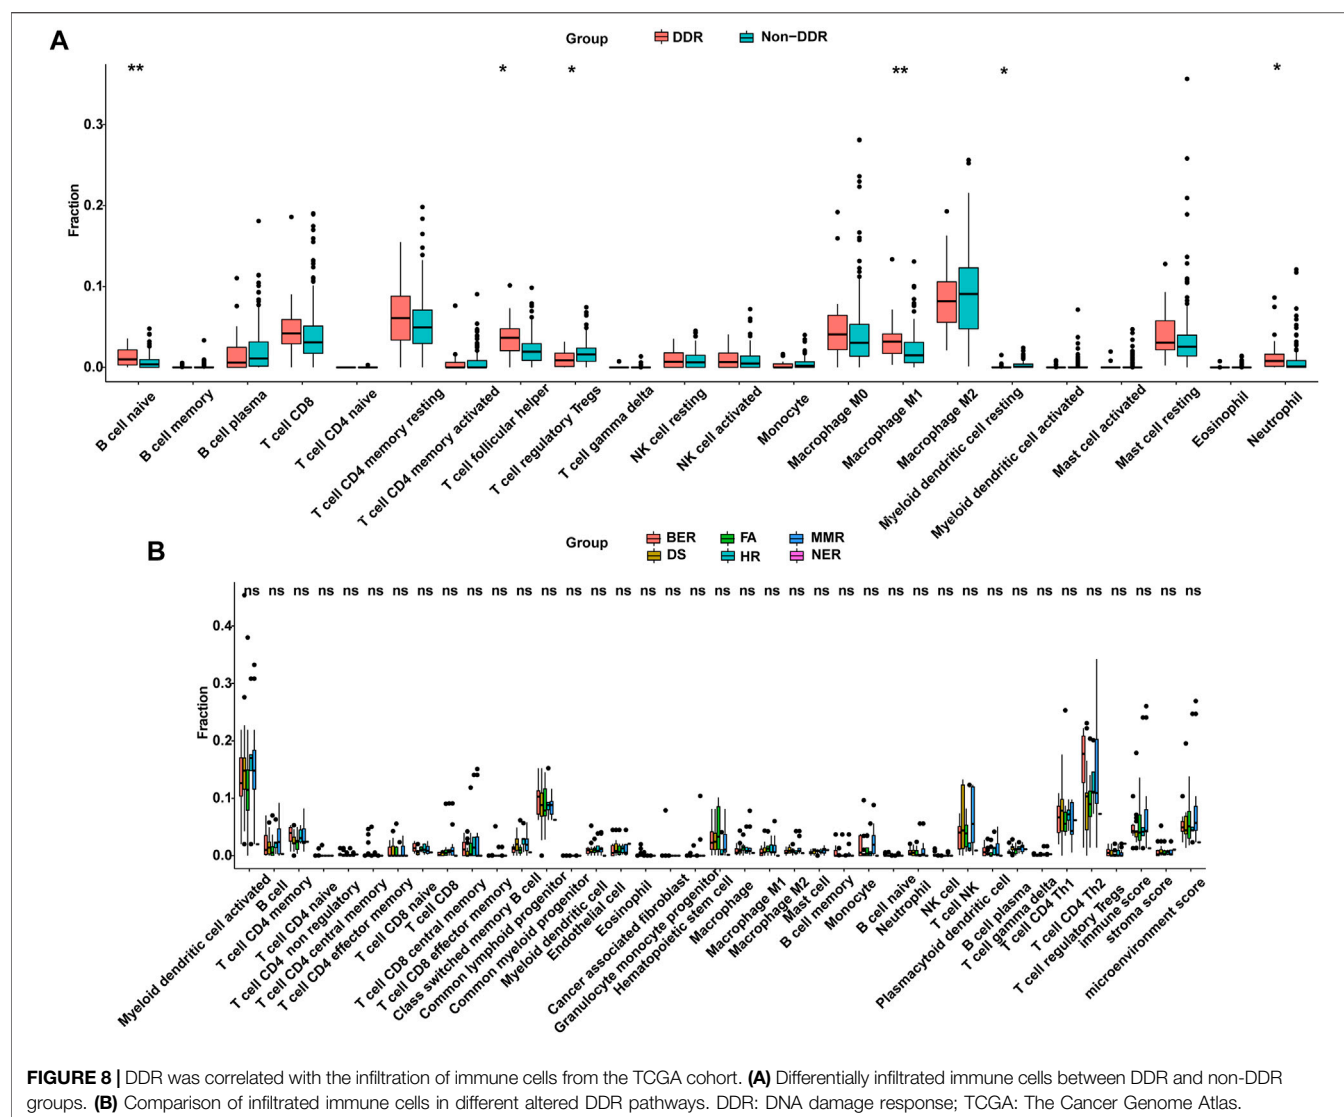 A
Group DDR Non−DDR
** * * ** * *
Fraction
0.3
0.2
0.1
0.0
B cell naive
B cell memory
B cell plasma
T cell CD8
T cell CD4 naive
T cell CD4 memory resting
T cell CD4 memory activated
T cell follicular helper
T cell regulatory Tregs
T cell gamma delta
NK cell resting
NK cell activated
Monocyte
Macrophage M0
Macrophage M1
Macrophage M2
Myeloid dendritic cell resting
Myeloid dendritic cell activated
Mast cell activated
Mast cell resting
Eosinophil
Neutrophil
B
Group BER FA MMR
DS HR NER
ns ns ns ns ns ns ns ns ns ns ns ns ns ns ns ns ns ns ns ns ns ns ns ns ns ns ns ns ns ns ns ns ns ns ns ns ns ns ns
Fraction
0.4
0.3
0.2
0.1
0.0
Myeloid dendritic cell activated
B cell
T cell CD4 memory
T cell CD4 naive
T cell CD4 non regulatory
T cell CD4 central memory
T cell CD4 effector memory
T cell CD8 naive
T cell CD8
T cell CD8 central memory
T cell CD8 effector memory
Class switched memory B cell
Common lymphoid progenitor
Common myeloid progenitor
Myeloid dendritic cell
Endothelial cell
Eosinophil
Cancer associated fibroblast
Granulocyte monocyte progenitor
Hematopoietic stem cell
Macrophage
Macrophage M1
Macrophage M2
Mast cell
B cell memory
Monocyte
B cell naive
Neutrophil
NK cell
T cell NK
Plasmacytoid dendritic cell
B cell plasma
T cell gamma delta
T cell CD4 Th1
T cell CD4 Th2
T cell regulatory Tregs
immune score
stroma score
microenvironment score
FIGURE 8 | DDR was correlated with the infiltration of immune cells from the TCGA cohort. (A) Differentially infiltrated immune cells between DDR and non-DDR
groups. (B) Comparison of infiltrated immune cells in different altered DDR pathways. DDR: DNA damage response; TCGA: The Cancer Genome Atlas.